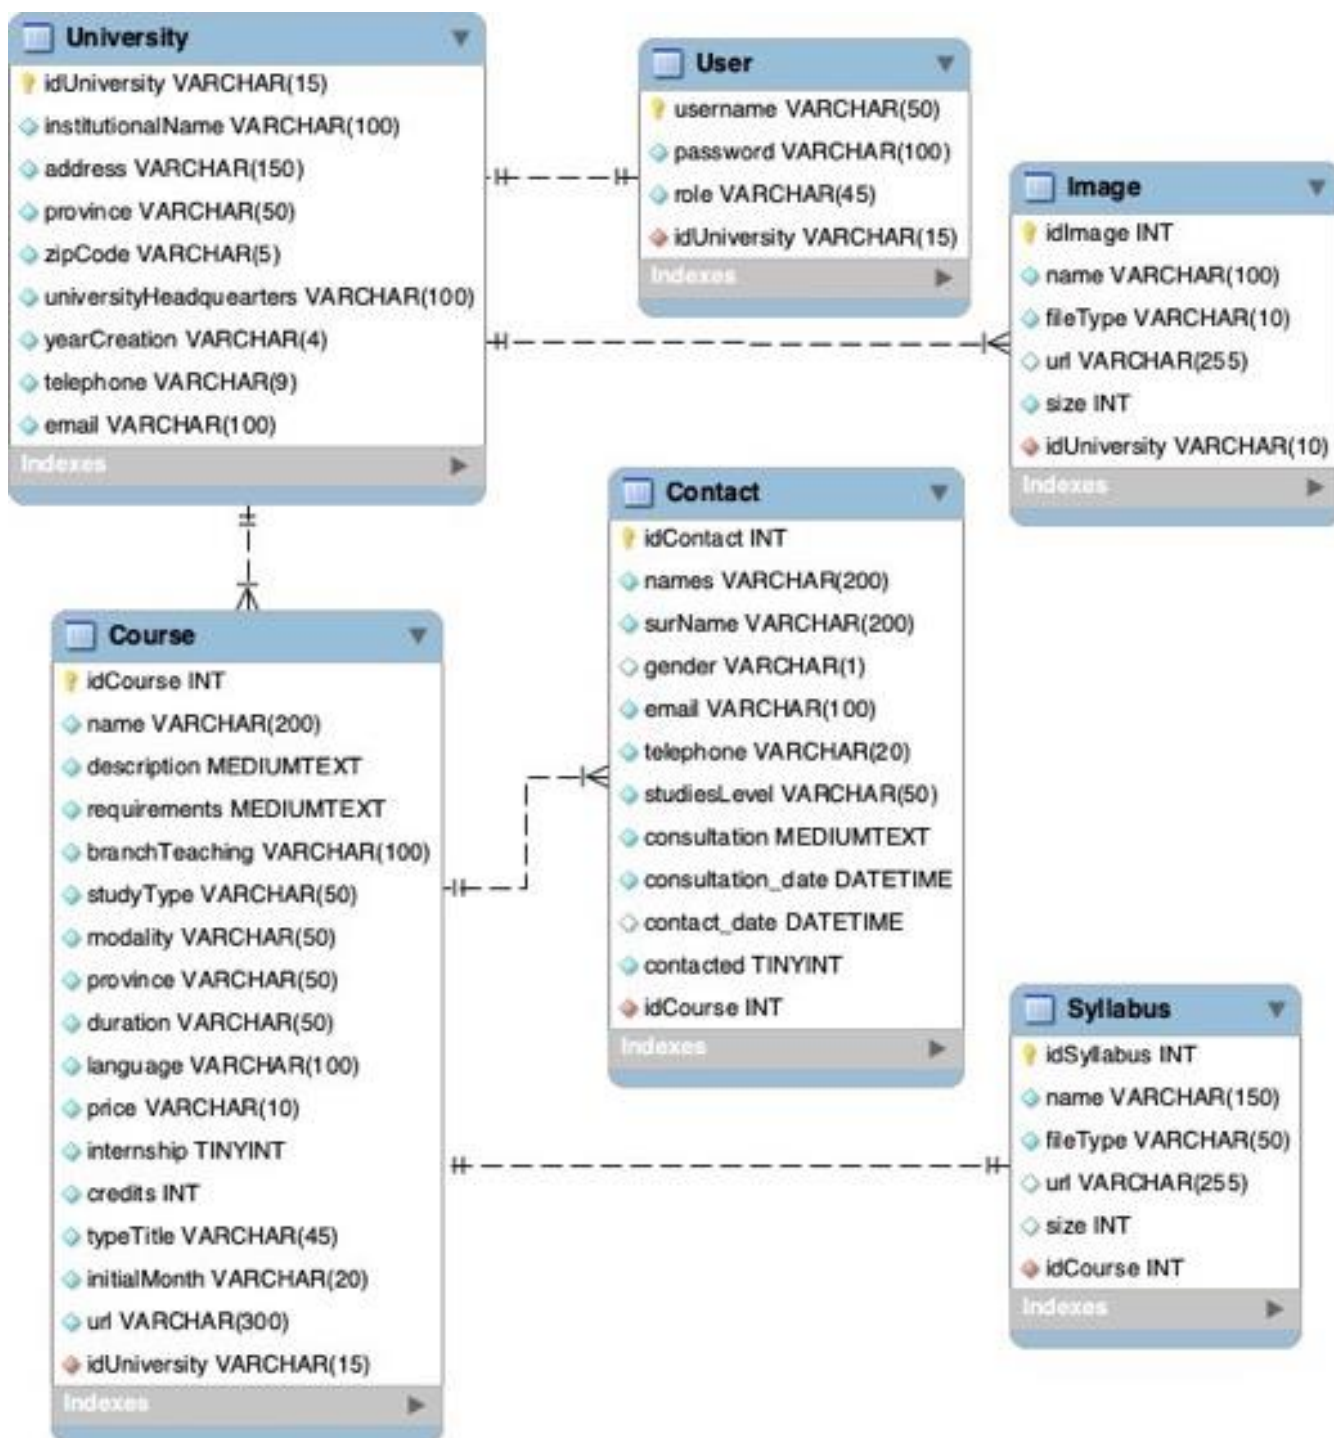 University
idUniversity VARCHAR(15)
institutionalName VARCHAR(100)
address VARCHAR(150)
province VARCHAR(50)
zipCode VARCHAR(5)
universityHeadquearters VARCHAR(100)
yearCreation VARCHAR(4)
telephone VARCHAR(9)
email VARCHAR(100)
Indexes
User
username VARCHAR(50)
password VARCHAR(100)
role VARCHAR(45)
idUniversity VARCHAR(15)
Indexes
Image
idImage INT
name VARCHAR(100)
fileType VARCHAR(10)
url VARCHAR(255)
size INT
idUniversity VARCHAR(10)
Indexes
Contact
idContact INT
names VARCHAR(200)
surName VARCHAR(200)
gender VARCHAR(1)
email VARCHAR(100)
telephone VARCHAR(20)
studiesLevel VARCHAR(50)
consultation MEDIUMTEXT
consultation_date DATETIME
contact_date DATETIME
contacted TINYINT
idCourse INT
Indexes
Course
idCourse INT
name VARCHAR(200)
description MEDIUMTEXT
requirements MEDIUMTEXT
branchTeaching VARCHAR(100)
studyType VARCHAR(50)
modality VARCHAR(50)
province VARCHAR(50)
duration VARCHAR(50)
language VARCHAR(100)
price VARCHAR(10)
internship TINYINT
credits INT
typeTitle VARCHAR(45)
initialMonth VARCHAR(20)
url VARCHAR(300)
idUniversity VARCHAR(15)
Indexes
Syllabus
idSyllabus INT
name VARCHAR(150)
fileType VARCHAR(50)
url VARCHAR(255)
size INT
idCourse INT
Indexes